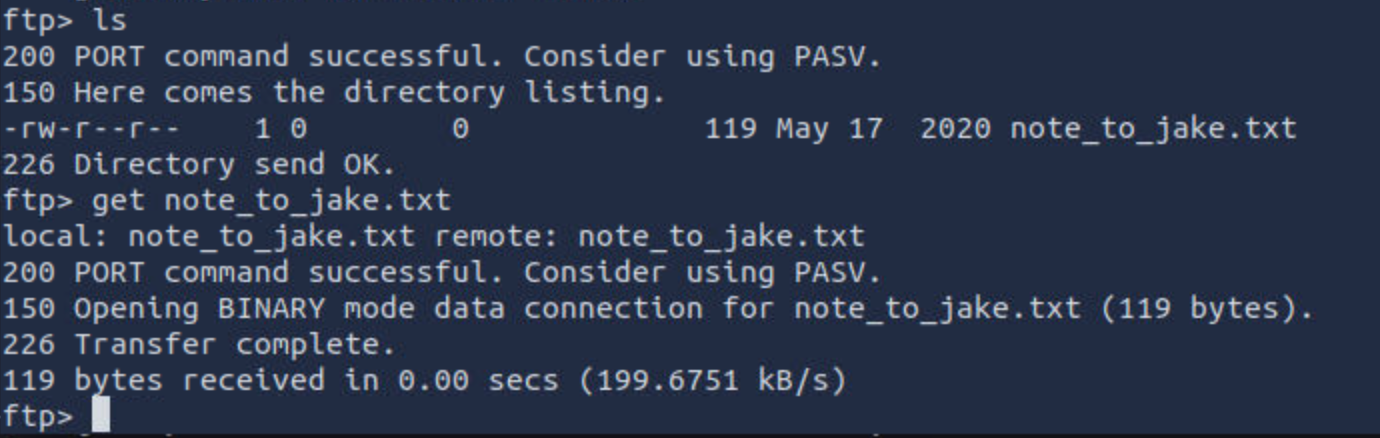 ftp> ls
200 PORT command successful. Consider using PASV.
150 Here comes the directory listing.
-rw-r--r--    1 0        0             119 May 17  2020 note_to_jake.txt
226 Directory send OK.
ftp> get note_to_jake.txt
local: note_to_jake.txt remote: note_to_jake.txt
200 PORT command successful. Consider using PASV.
150 Opening BINARY mode data connection for note_to_jake.txt (119 bytes).
226 Transfer complete.
119 bytes received in 0.00 secs (199.6751 kB/s)
ftp>